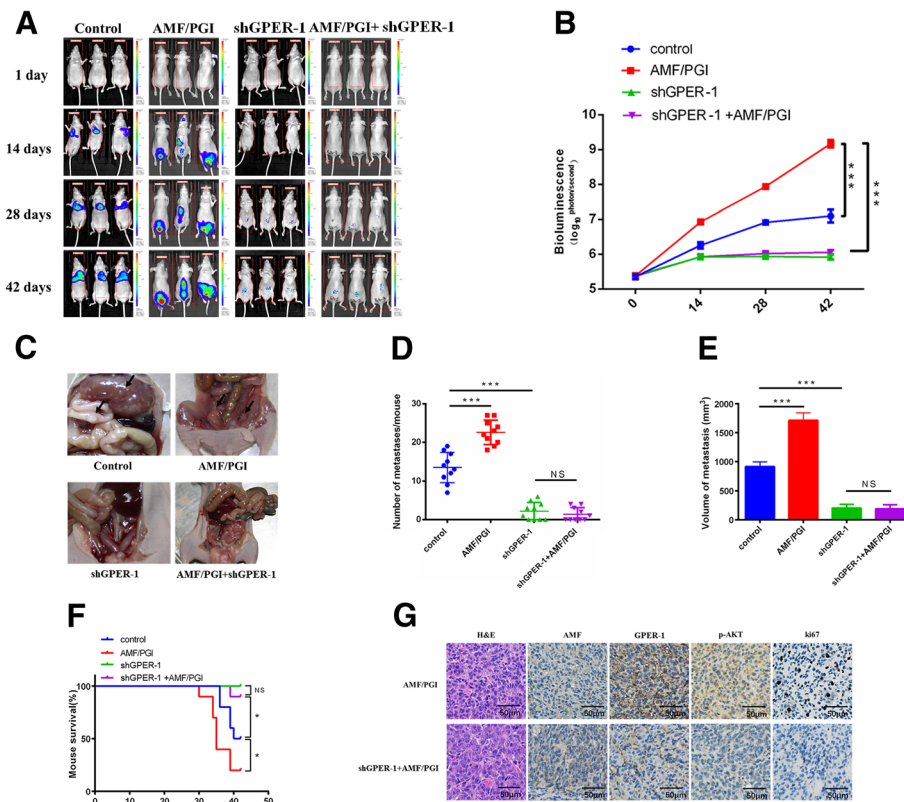 A
Control AMF/PGI shGPER-1 AMF/PGI+ shGPER-1
1 day
14 days
28 days
42 days
B
control
AMF/PGI
shGPER-1
shGPER-1 +AMF/PGI
Bioluminescence
(log10 photon/second)
10
9
8
7
6
5
0 14 28 42
***
***
C
Control AMF/PGI
shGPER-1 AMF/PGI+shGPER-1
D
Number of metastases/mouse
30
20
10
0
***
***
NS
control AMF/PGI shGPER-1 shGPER-1+AMF/PGI
E
Volume of metastasis (mm3)
2000
1500
900
500
0
***
***
NS
control AMF/PGI shGPER-1 shGPER-1+AMF/PGI
F
control
AMF/PGI
shGPER-1
shGPER-1 +AMF/PGI
Mouse survival(%)
100
50
0
0 10 20 30 40 50
NS
*
*
G
H&E AMF GPER-1 p-AKT ki67
AMF/PGI
50μm 50μm 50μm 50μm 50μm
shGPER-1+AMF/PGI
50μm 50μm 50μm 50μm 50μm